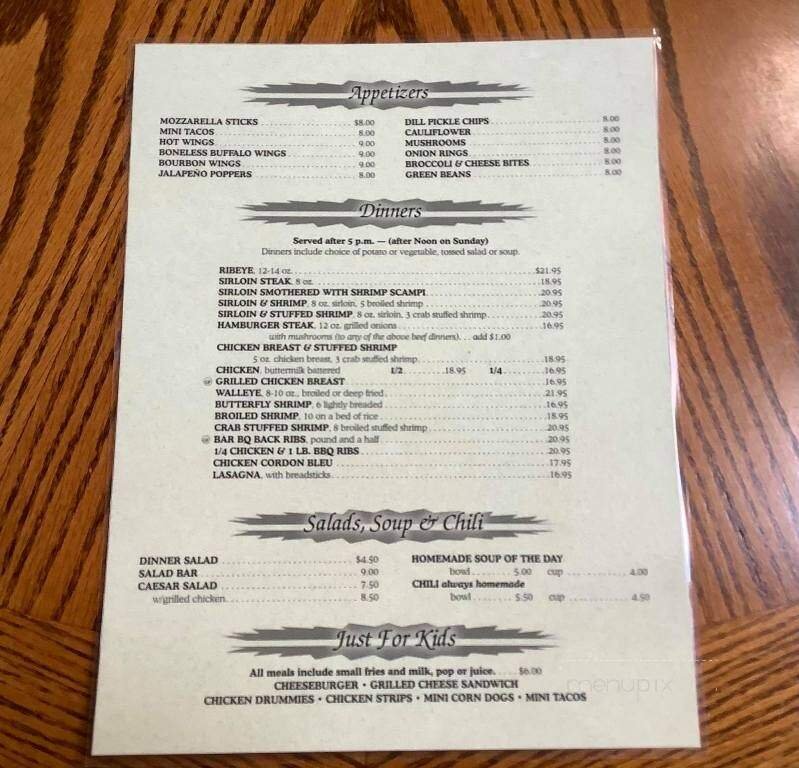 Appetizers
MOZZARELLA STICKS $8.00
MINI TACOS 8.00
HOT WINGS 9.00
BONELESS BUFFALO WINGS 9.00
BOURBON WINGS 9.00
JALAPEÑO POPPERS 8.00
DILL PICKLE CHIPS 8.00
CAULIFLOWER 8.00
MUSHROOMS 8.00
ONION RINGS 8.00
BROCCOLI & CHEESE BITES 8.00
GREEN BEANS 8.00
Dinners
Served after 5 p.m. — (after Noon on Sunday)
Dinners include choice of potato or vegetable, tossed salad or soup.
RIBEYE, 12-14 oz. $21.95
SIRLOIN STEAK, 8 oz. 18.95
SIRLOIN SMOTHERED WITH SHRIMP SCAMPI 20.95
SIRLOIN & SHRIMP, 8 oz. sirloin, 5 broiled shrimp 20.95
SIRLOIN & STUFFED SHRIMP, 8 oz. sirloin, 3 crab stuffed shrimp 20.95
HAMBURGER STEAK, 12 oz. grilled onions 16.95
with mushrooms (to any of the above beef dinners). . . add $1.00
CHICKEN BREAST & STUFFED SHRIMP
5 oz. chicken breast, 3 crab stuffed shrimp 18.95
CHICKEN, buttermilk battered 1/2 18.95 1/4 16.95
GRILLED CHICKEN BREAST 16.95
WALLEYE, 8-10 oz., broiled or deep fried 21.95
BUTTERFLY SHRIMP, 6 lightly breaded 16.95
BROILED SHRIMP, 10 on a bed of rice 18.95
CRAB STUFFED SHRIMP, 8 broiled stuffed shrimp 20.95
BAR BQ BACK RIBS, pound and a half 20.95
1/4 CHICKEN & 1 LB. BBQ RIBS 20.95
CHICKEN CORDON BLEU 17.95
LASAGNA, with breadsticks 16.95
Salads, Soup & Chili
DINNER SALAD $4.50
SALAD BAR 9.00
CAESAR SALAD 7.50
w/grilled chicken 8.50
HOMEMADE SOUP OF THE DAY
bowl 5.00 cup 4.00
CHILI always homemade
bowl 5.50 cup 4.50
Just For Kids
All meals include small fries and milk, pop or juice. $6.00
CHEESEBURGER • GRILLED CHEESE SANDWICH
CHICKEN DRUMMIES • CHICKEN STRIPS • MINI CORN DOGS • MINI TACOS
menupix